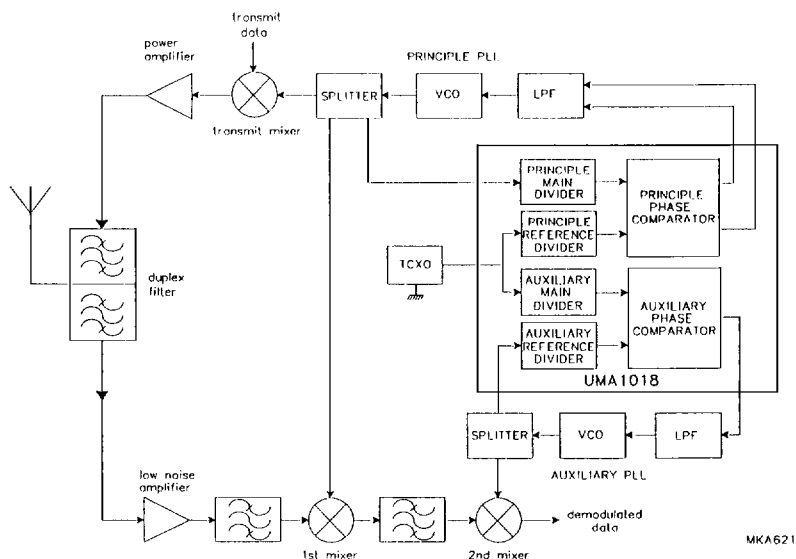 transmit
data
power
amplifier
PRINCIPLE PLL
SPLITTER
VCO
LPF
transmit mixer
PRINCIPLE
MAIN
DIVIDER
PRINCIPLE
PHASE
COMPARATOR
PRINCIPLE
REFERENCE
DIVIDER
TCXO
duplex
filter
AUXILIARY
MAIN
DIVIDER
AUXILIARY
PHASE
COMPARATOR
AUXILIARY
REFERENCE
DIVIDER
UMA1018
SPLITTER
VCO
LPF
AUXILIARY PLL
low noise
amplifier
1st mixer
2nd mixer
demodulated
data
MKA621